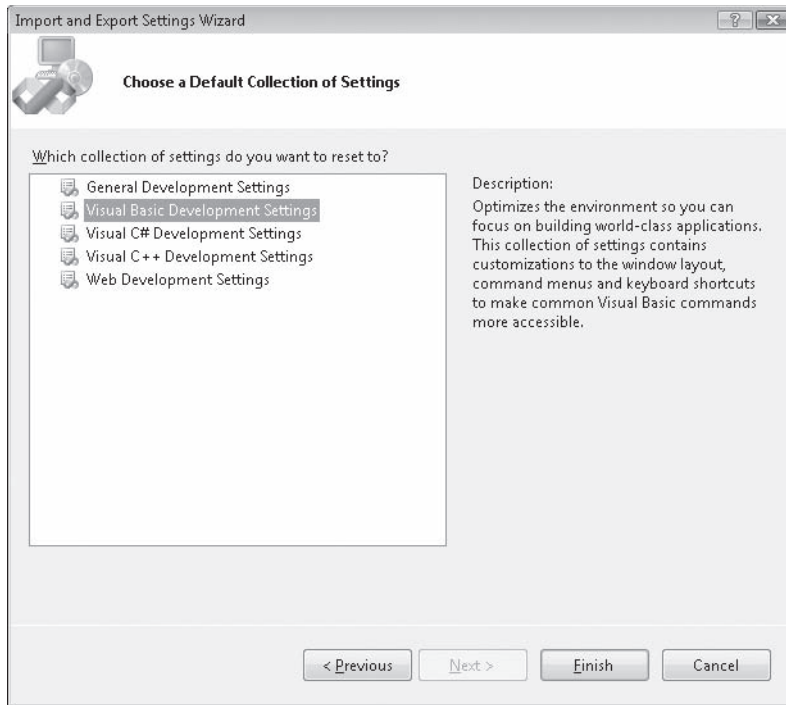 Import and Export Settings Wizard
Choose a Default Collection of Settings
Which collection of settings do you want to reset to?
General Development Settings
Visual Basic Development Settings
Visual C# Development Settings
Visual C++ Development Settings
Web Development Settings
Description:
Optimizes the environment so you can
focus on building world-class applications.
This collection of settings contains
customizations to the window layout,
command menus and keyboard shortcuts
to make common Visual Basic commands
more accessible.
< Previous
Next >
Finish
Cancel